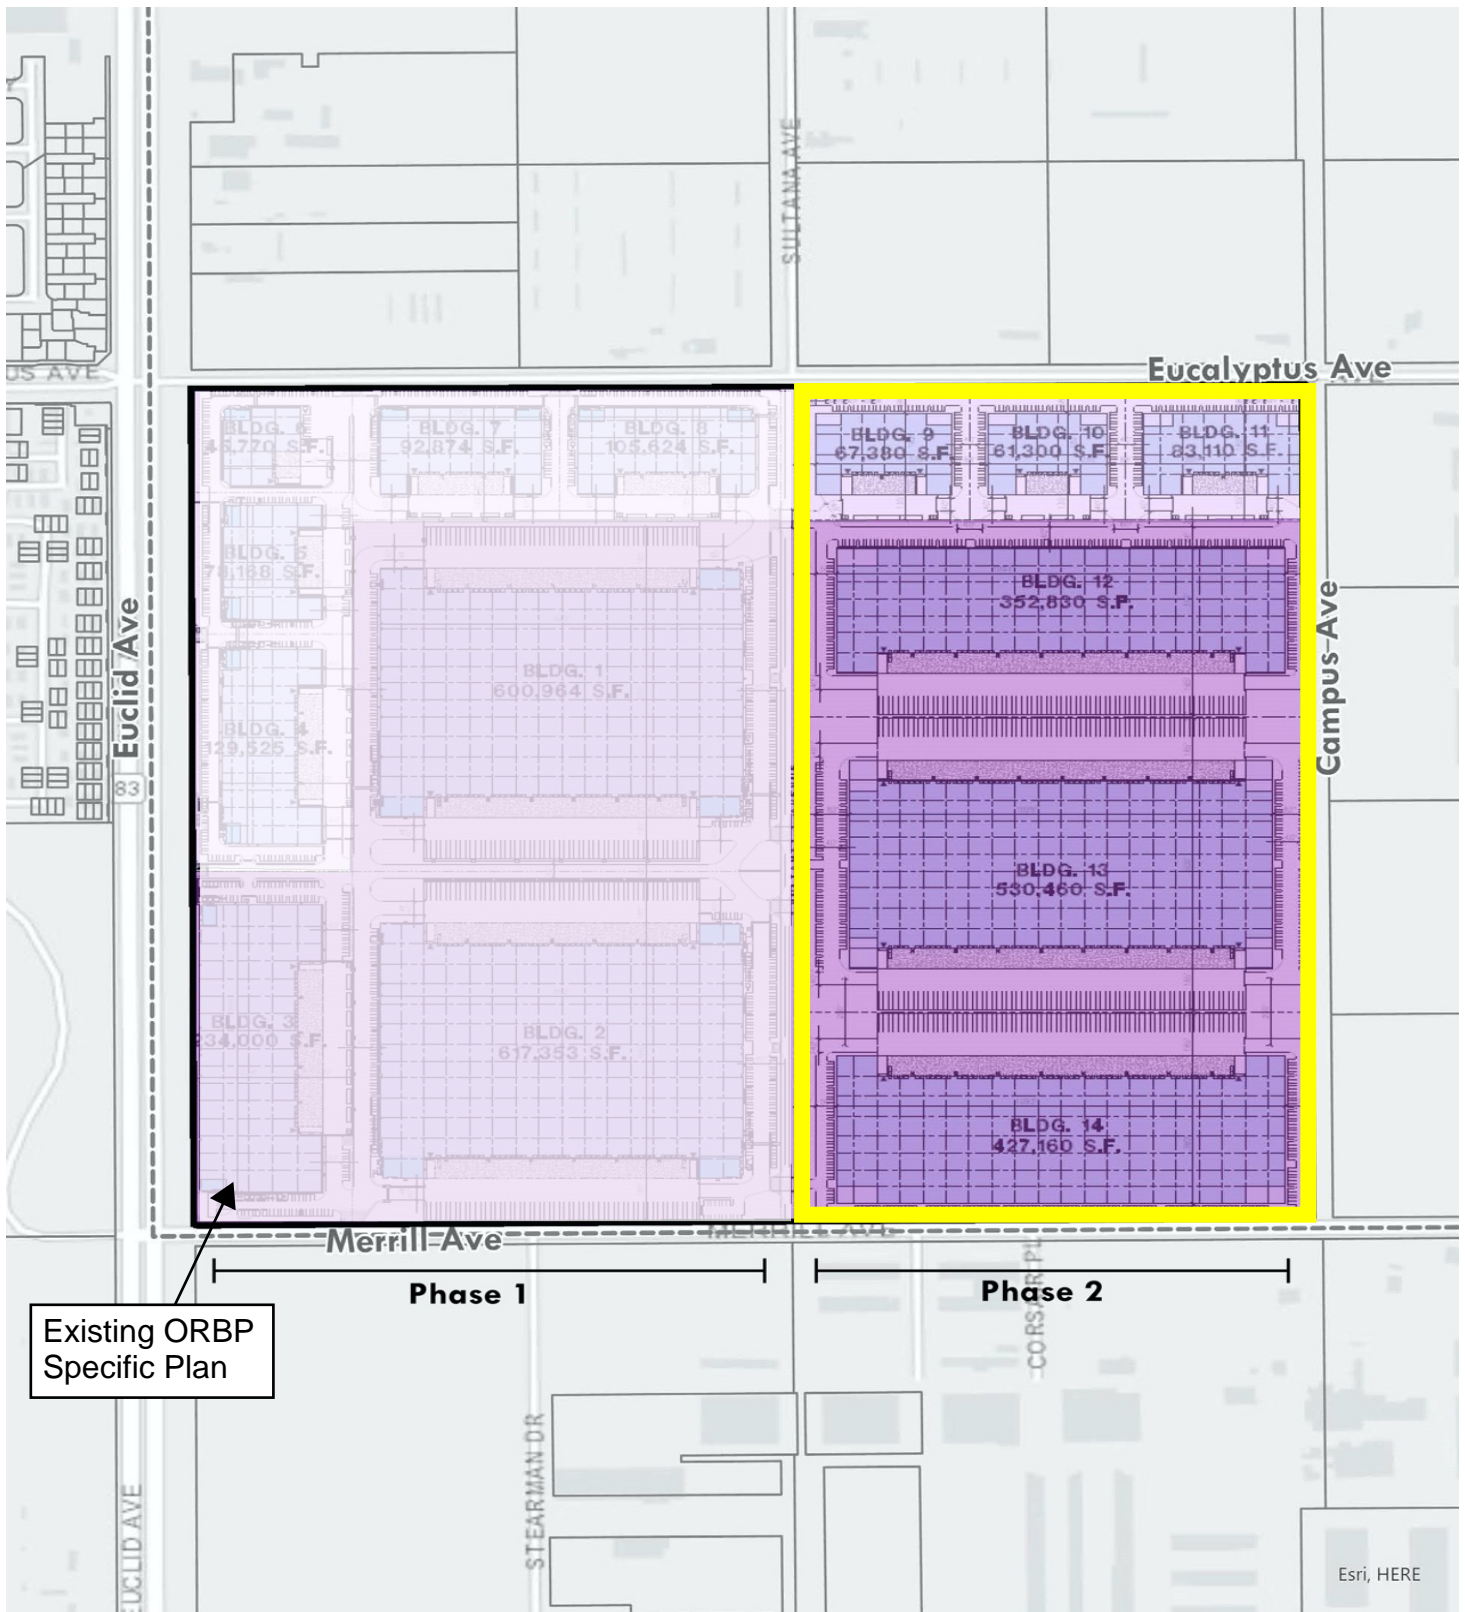 SULTANA AVE
US AVE
Eucalyptus Ave
BLDG. 6
45,770 S.F.
BLDG. 7
92,874 S.F.
BLDG. 8
105,624 S.F.
BLDG. 9
67,380 S.F.
BLDG. 10
61,300 S.F.
BLDG. 11
83,110 S.F.
BLDG. 5
78,168 S.F.
BLDG. 12
352,830 S.F.
Euclid Ave
Campus Ave
BLDG. 1
600,964 S.F.
BLDG. 4
129,525 S.F.
83
BLDG. 13
530,460 S.F.
BLDG. 3
234,000 S.F.
BLDG. 2
617,353 S.F.
BLDG. 14
427,160 S.F.
Merrill Ave
MERRILL AVE
Phase 1
Phase 2
CORSAIR PL
Existing ORBP
Specific Plan
STEARMAN DR
EUCLID AVE
Esri, HERE